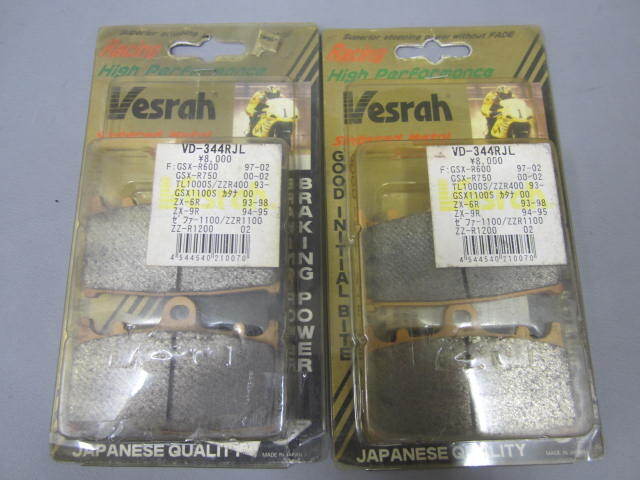 Superior stopping
Racing
High Performance
Vesrah
Sintered Metal
VD-344RJL
¥8,000
F:GSX-R600 97-02
GSX-R750 00-02
TL1000S/ZZR400 93-
GSX1100S カタナ 00
ZX-6R 93-98
ZX-9R 94-95
ゼファー1100/ZZR1100
ZZ-R1200 02
4544540210070
BRAKING POWER
JAPANESE QUALITY
MADE IN JAPAN
Superior stopping power without FADE
Racing
High Performance
Vesrah
Sintered Metal
VD-344RJL
¥8,000
F:GSX-R600 97-02
GSX-R750 00-02
TL1000S/ZZR400 93-
GSX1100S カタナ 00
ZX-6R 93-98
ZX-9R 94-95
ゼファー1100/ZZR1100
ZZ-R1200 02
4544540210070
GOOD INITIAL BITE
JAPANESE QUALITY
MADE IN JAPAN